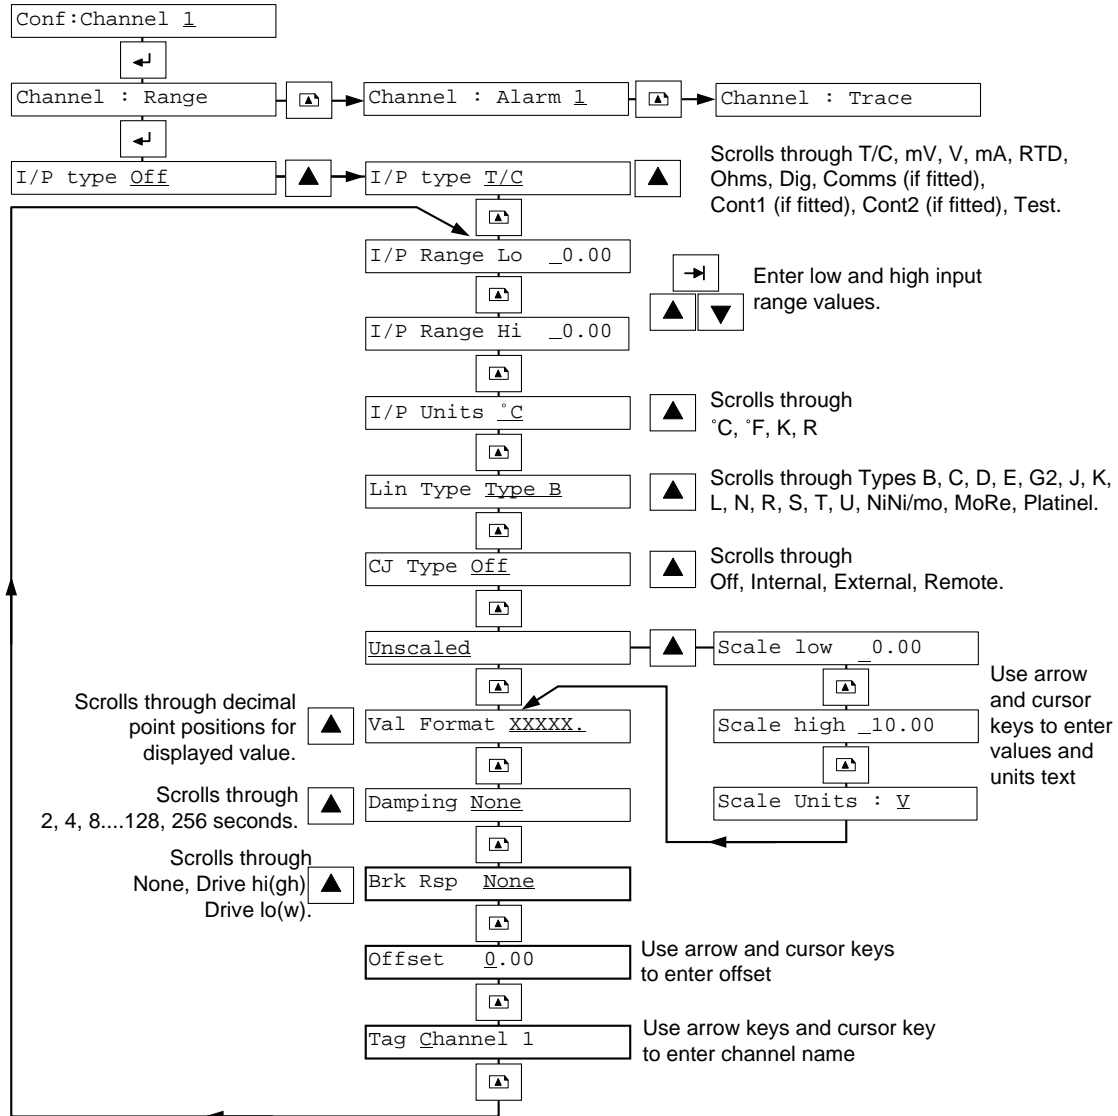 Conf:Channel 1
Channel : Range
Channel : Alarm 1
Channel : Trace
I/P type Off
I/P type T/C
Scrolls through T/C, mV, V, mA, RTD,
Ohms, Dig, Comms (if fitted),
Cont1 (if fitted), Cont2 (if fitted), Test.
I/P Range Lo _0.00
Enter low and high input
range values.
I/P Range Hi _0.00
I/P Units ˚C
Scrolls through
˚C, ˚F, K, R
Lin Type Type B
Scrolls through Types B, C, D, E, G2, J, K,
L, N, R, S, T, U, NiNi/mo, MoRe, Platinel.
CJ Type Off
Scrolls through
Off, Internal, External, Remote.
Unscaled
Scale low _0.00
Use arrow
and cursor
keys to enter
values and
units text
Scale high _10.00
Scale Units : V
Scrolls through decimal
point positions for
displayed value.
Val Format XXXXX.
Scrolls through
2, 4, 8....128, 256 seconds.
Damping None
Scrolls through
None, Drive hi(gh)
Drive lo(w).
Brk Rsp None
Offset 0.00
Use arrow and cursor keys
to enter offset
Tag Channel 1
Use arrow keys and cursor key
to enter channel name